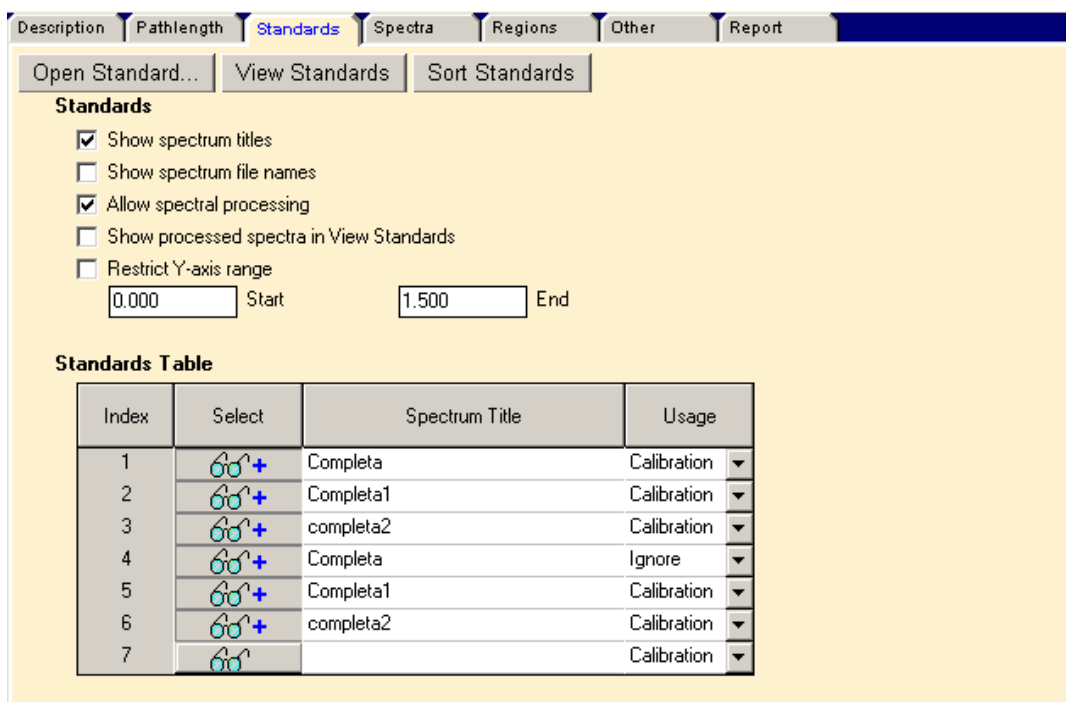 Description Pathlength Standards Spectra Regions Other Report
Open Standard... View Standards Sort Standards
Standards
Show spectrum titles
Show spectrum file names
Allow spectral processing
Show processed spectra in View Standards
Restrict Y-axis range
0.000 Start 1.500 End
Standards Table
Index Select Spectrum Title Usage
1 Completa Calibration
2 Completa1 Calibration
3 completa2 Calibration
4 Completa Ignore
5 Completa1 Calibration
6 completa2 Calibration
7 Calibration